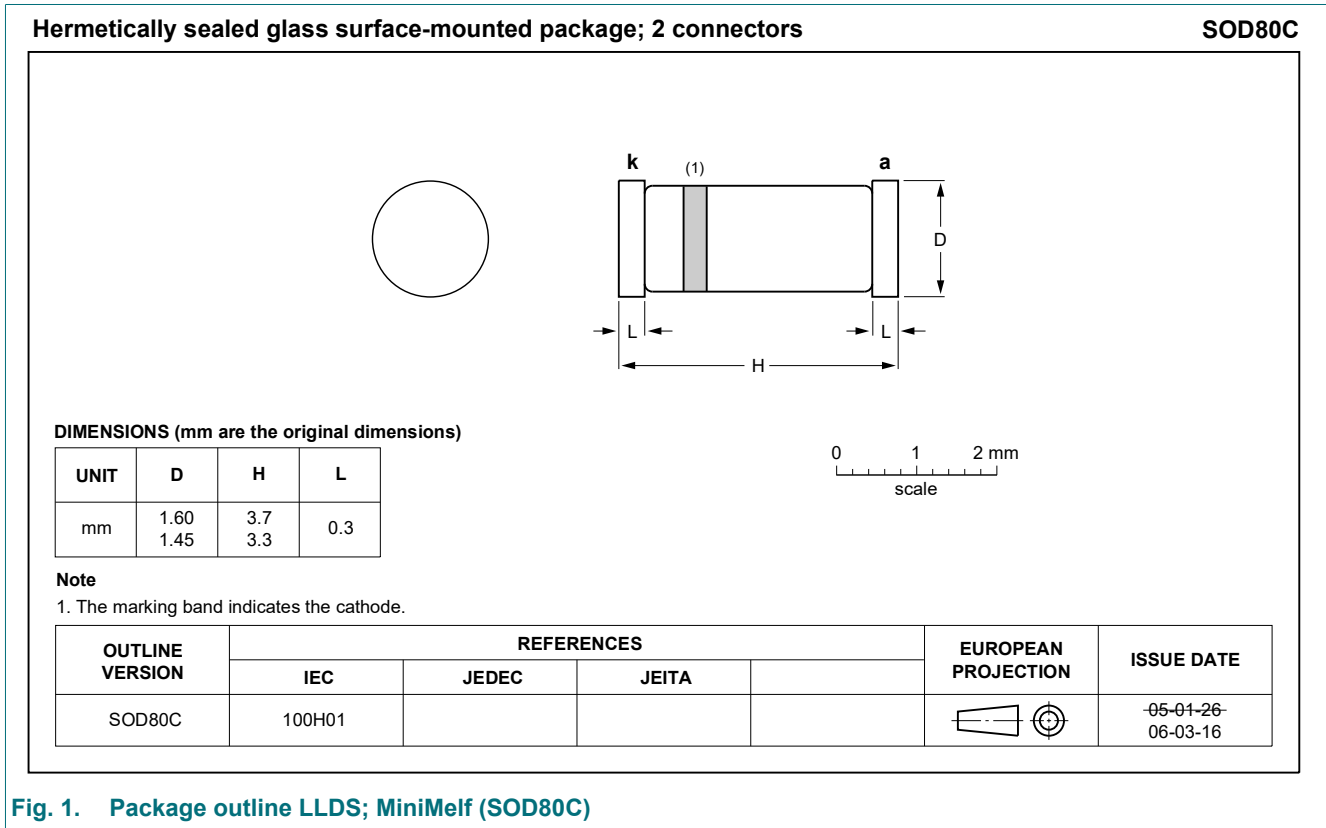 Hermetically sealed glass surface-mounted package; 2 connectors
SOD80C
k
(1)
a
D
L
L
H
DIMENSIONS (mm are the original dimensions)
UNIT D H L
mm 1.60 1.45 3.7 3.3 0.3
0 1 2 mm
scale
Note
1. The marking band indicates the cathode.
OUTLINE VERSION
REFERENCES
EUROPEAN PROJECTION
ISSUE DATE
IEC JEDEC JEITA
SOD80C 100H01
05-01-26
06-03-16
Fig. 1. Package outline LLDS; MiniMelf (SOD80C)